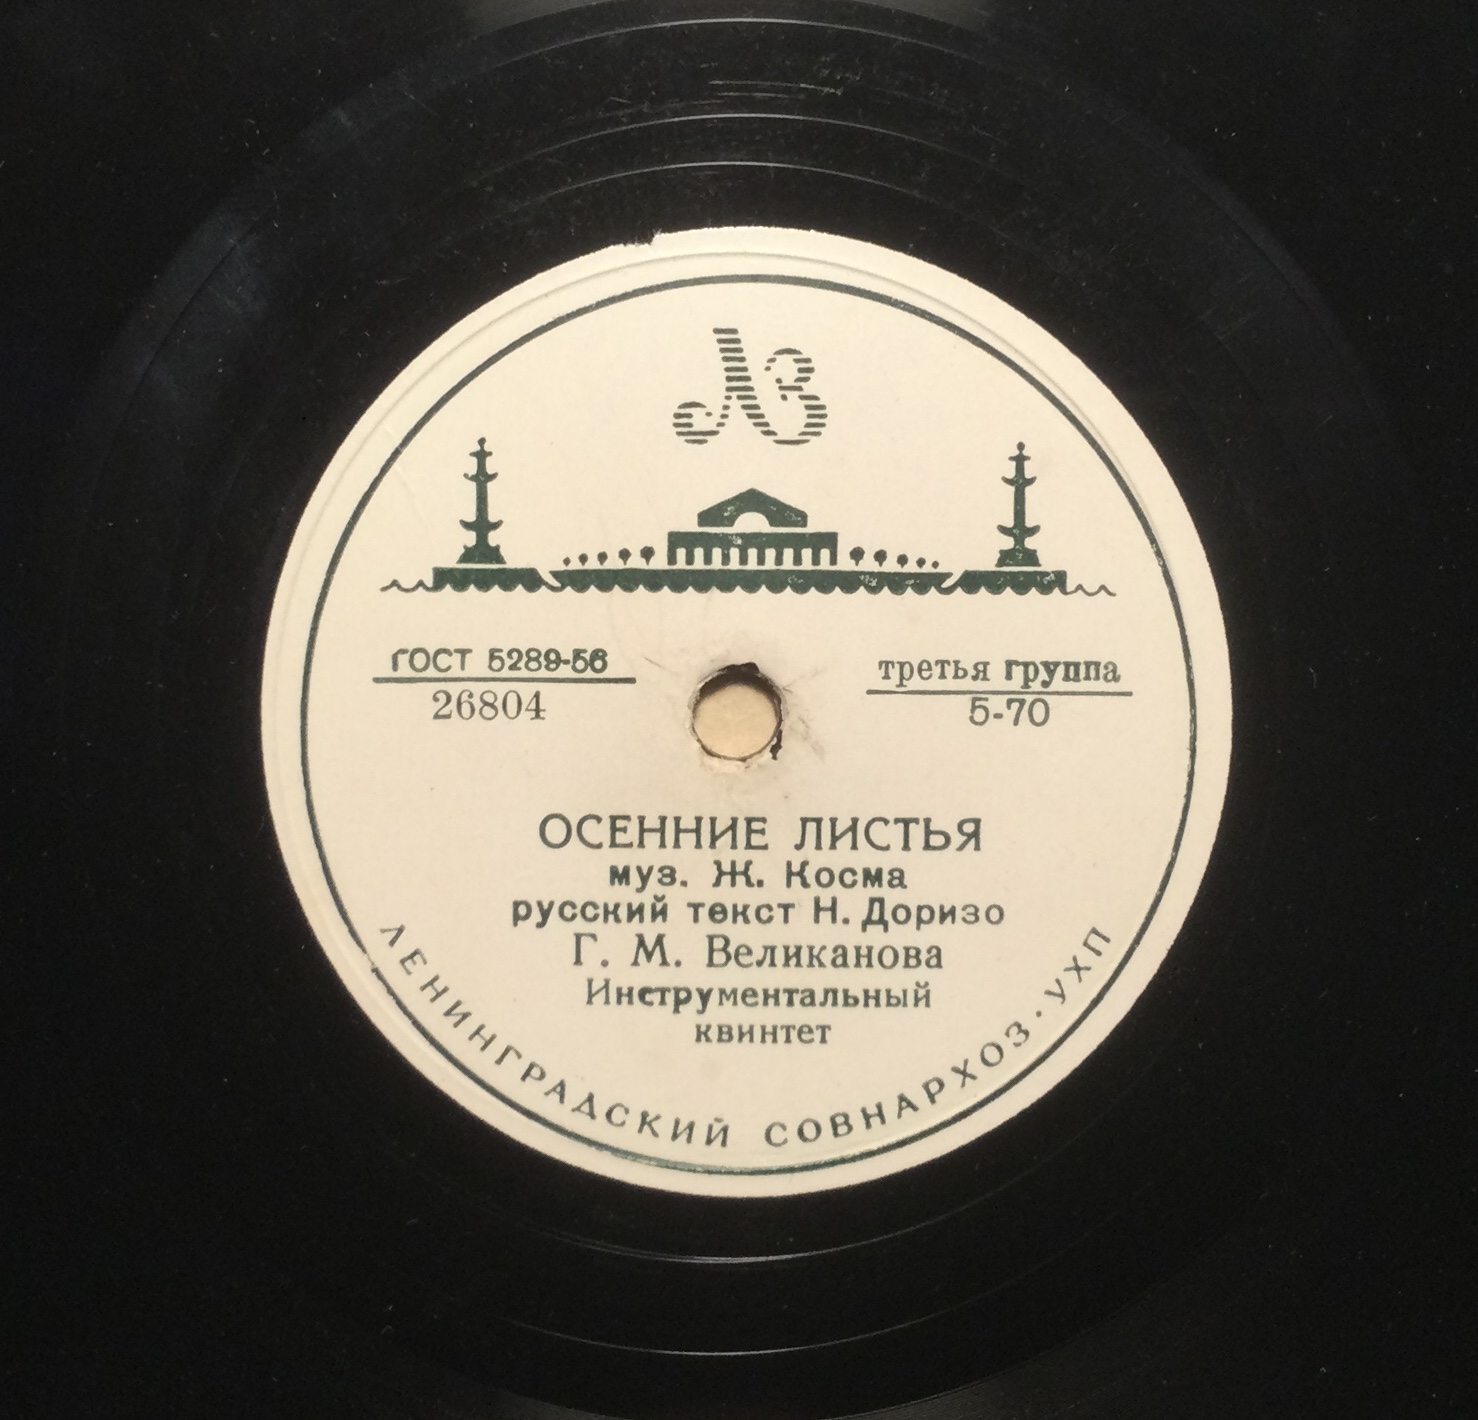 ЛЗ
ГОСТ 5289-56
26804
третья группа
5-70
ОСЕННИЕ ЛИСТЬЯ
муз. Ж. Косма
русский текст Н. Доризо
Г. М. Великанова
Инструментальный
квинтет
ЛЕНИНГРАДСКИЙ СОВНАРХОЗ · УХП